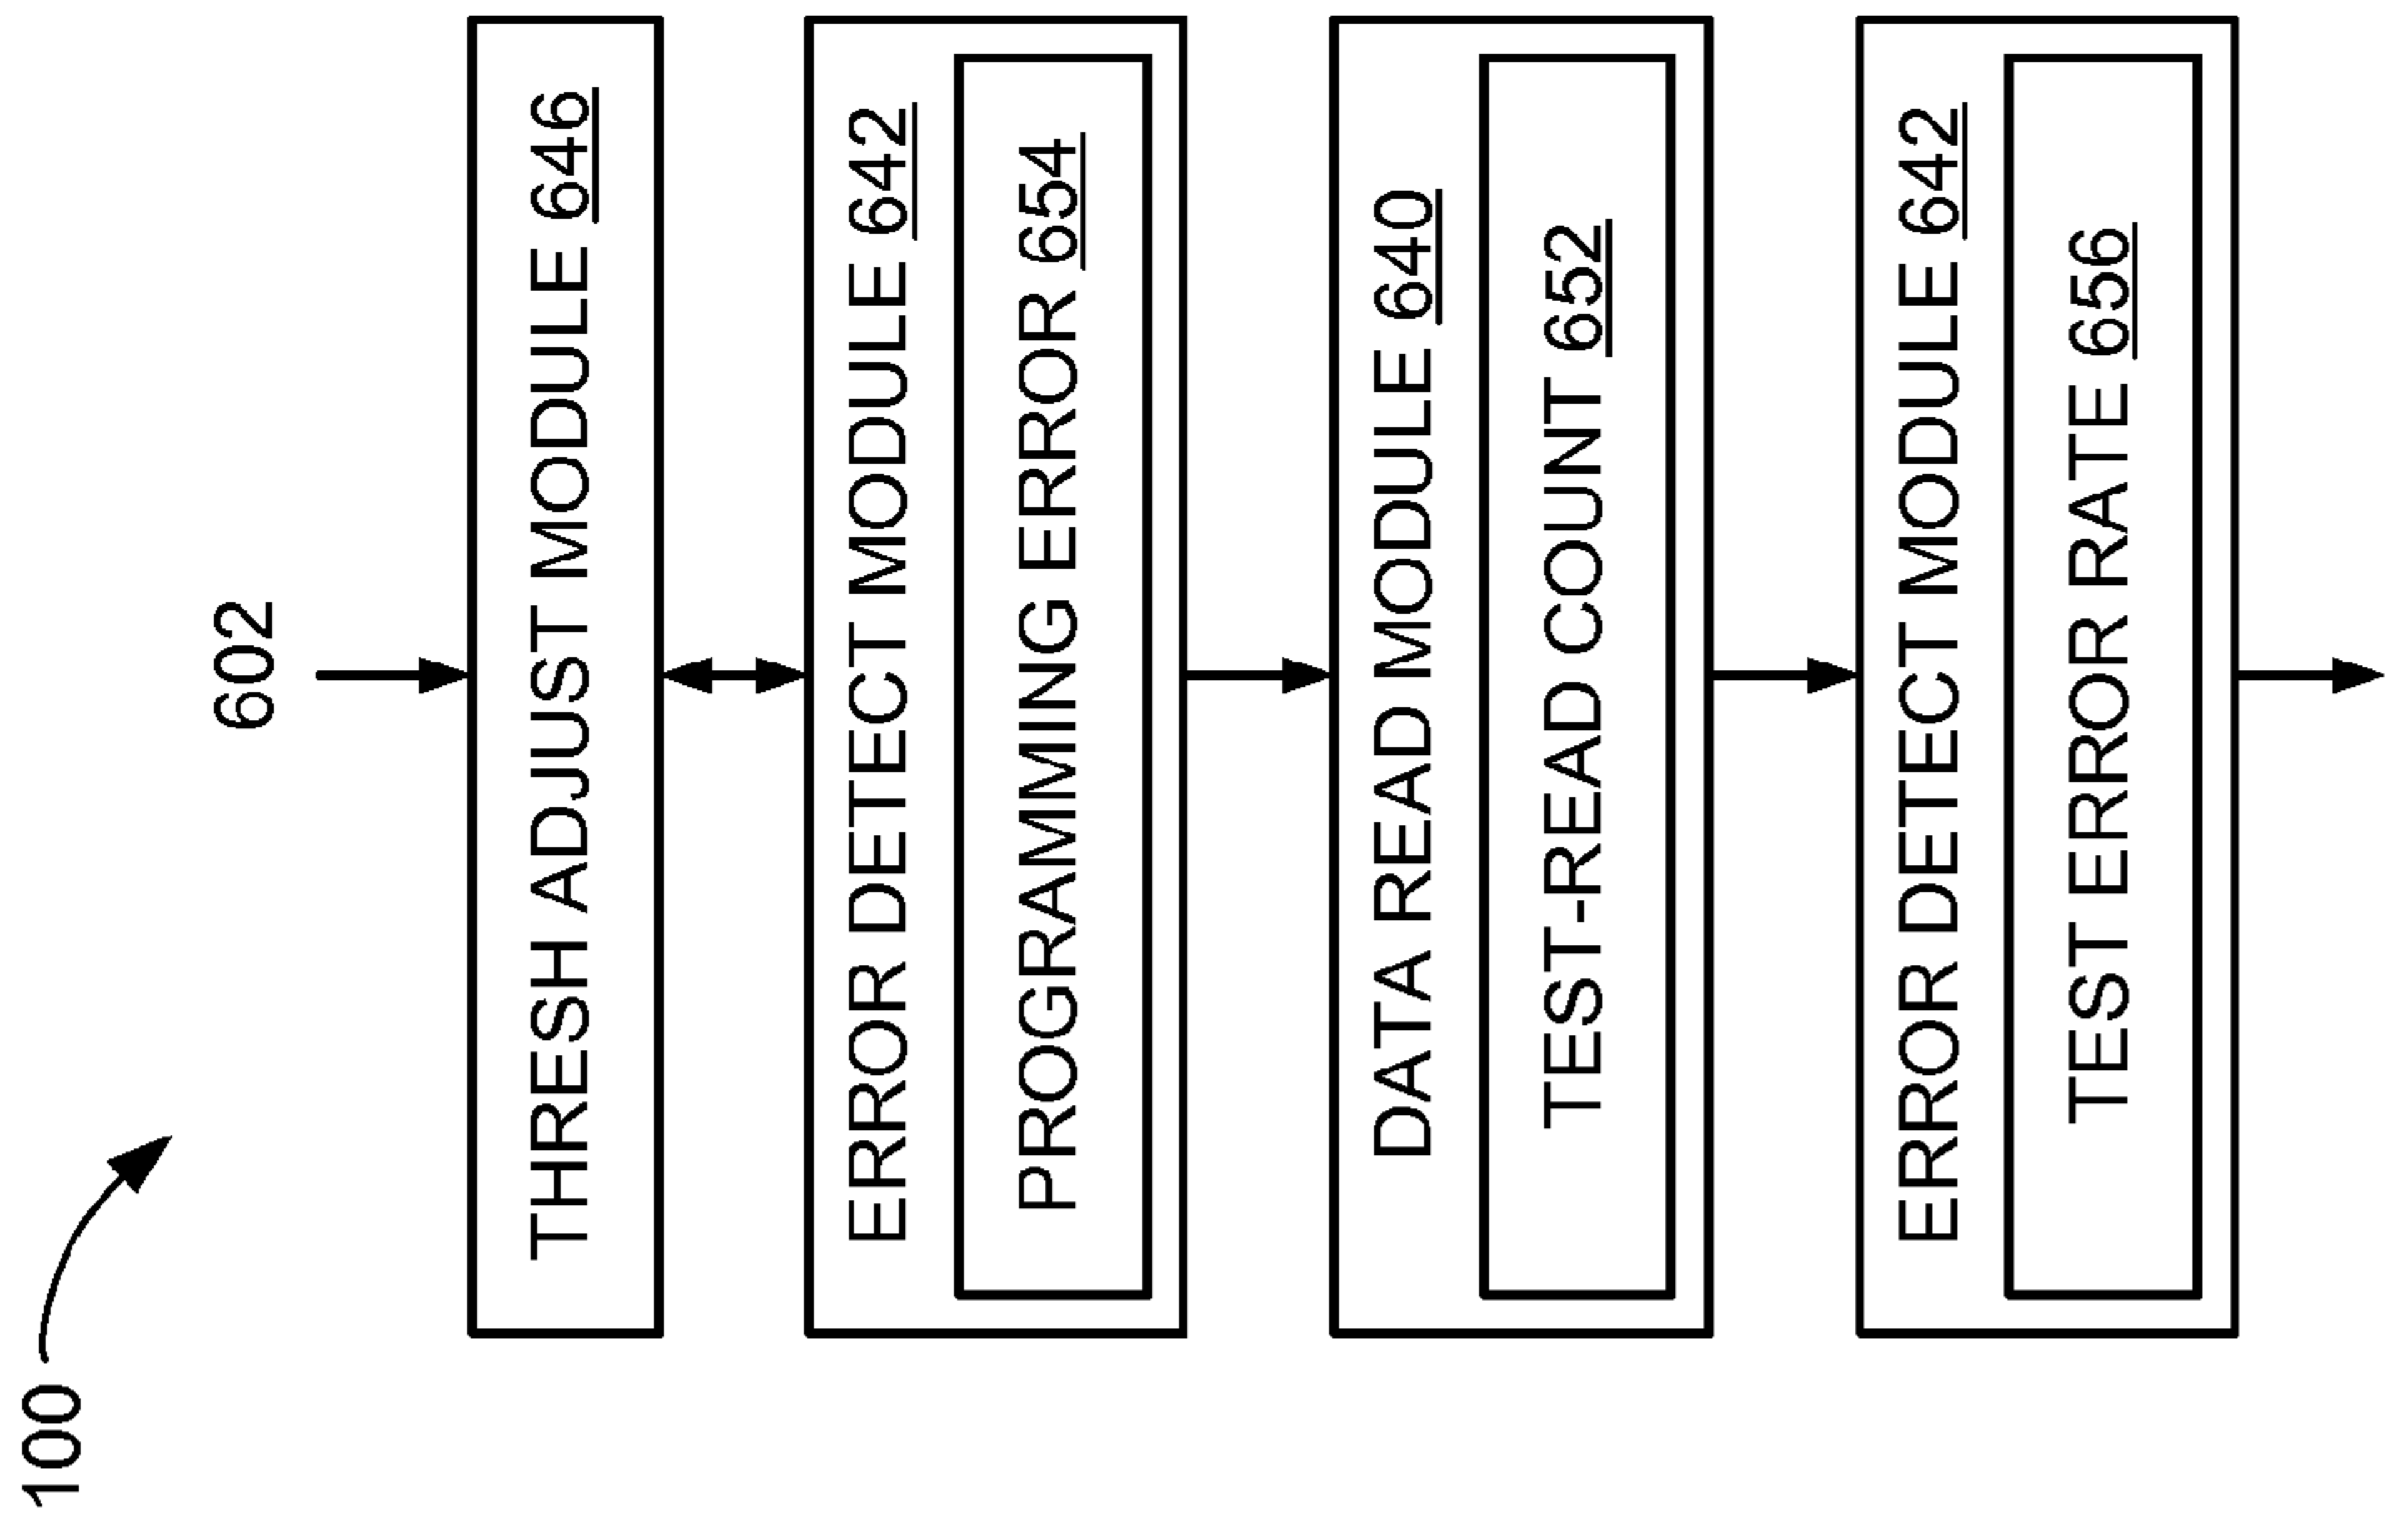 100
602
THRESH ADJUST MODULE 646
ERROR DETECT MODULE 642
PROGRAMMING ERROR 654
DATA READ MODULE 640
TEST-READ COUNT 652
ERROR DETECT MODULE 642
TEST ERROR RATE 656